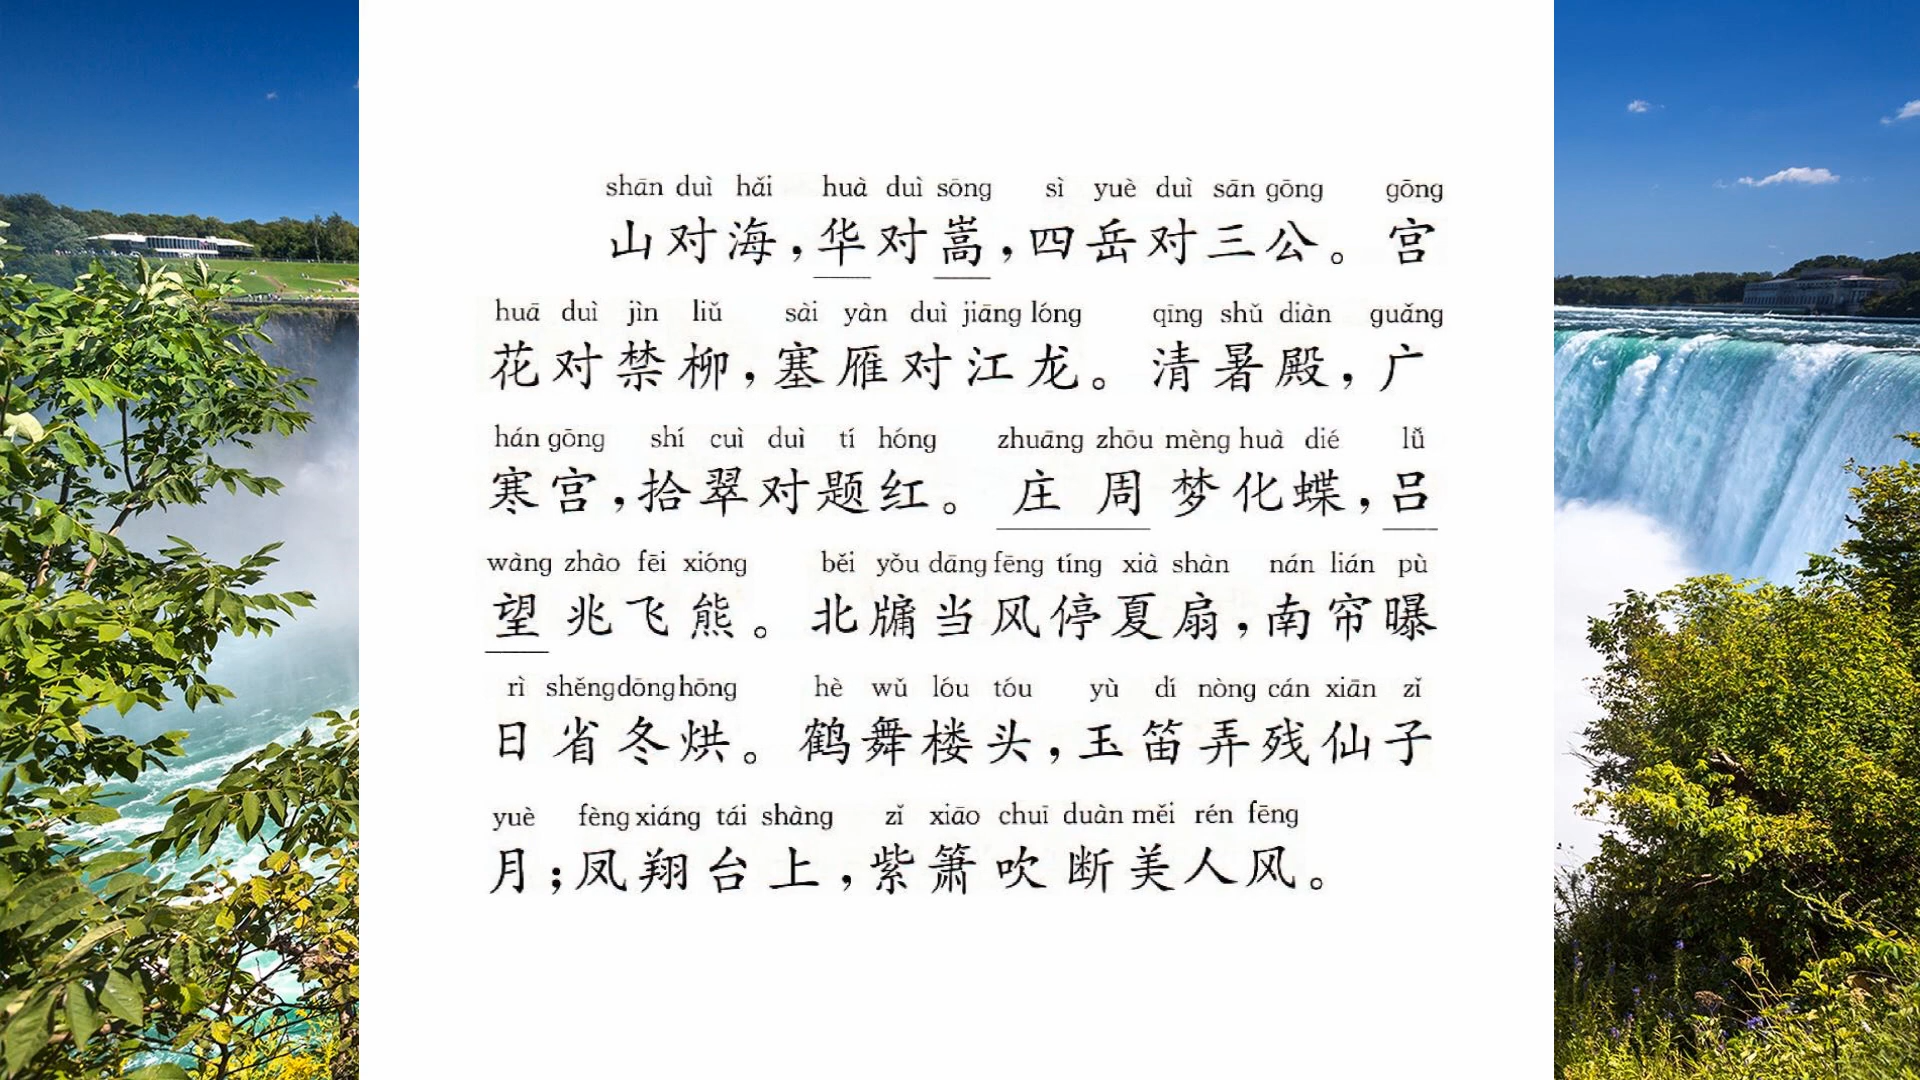 shān duì hǎi huà duì sōng sì yuè duì sān gōng gōng
山对海，华对嵩，四岳对三公。宫
huā duì jìn liǔ sài yàn duì jiāng lóng qīng shǔ diàn guǎng
花对禁柳，塞雁对江龙。清暑殿，广
hán gōng shí cuì duì tí hóng zhuāng zhōu mèng huà dié lǚ
寒宫，拾翠对题红。庄周梦化蝶，吕
wàng zhào fēi xióng běi yǒu dāng fēng tíng xià shàn nán lián pù
望兆飞熊。北牖当风停夏扇，南帘曝
rì shěng dōng hōng hè wǔ lóu tóu yù dí nòng cán xiān zǐ
日省冬烘。鹤舞楼头，玉笛弄残仙子
yuè fèng xiáng tái shàng zǐ xiāo chuī duàn měi rén fēng
月；凤翔台上，紫箫吹断美人风。